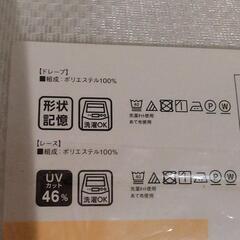 【ドレープ】
■組成：ポリエステル100%
形状
記憶
洗濯OK
洗濯ネット使用
あて布使用
【レース】
■組成：ポリエステル100%
UV
カット
46%
洗濯OK
洗濯ネット使用
あて布使用